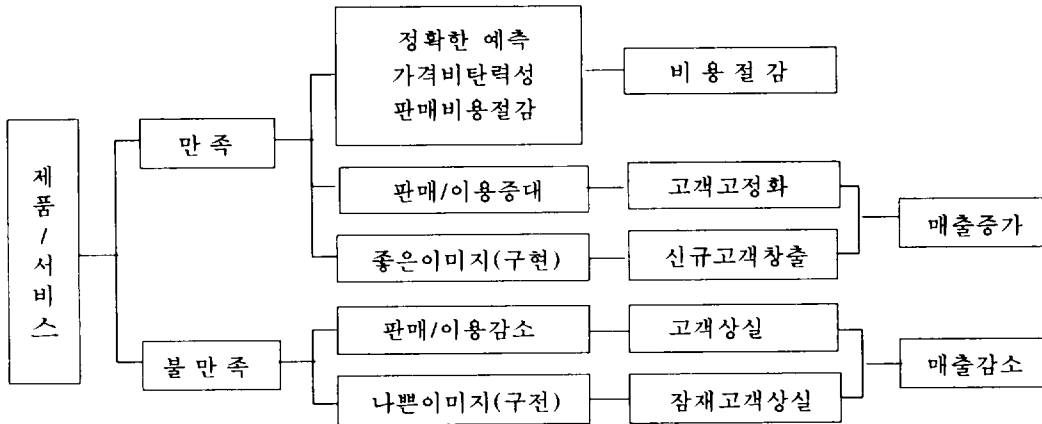 정확한 예측
가격비탄력성
판매비용절감
비용절감
만족
제품/서비스
판매/이용증대
고객고정화
매출증가
좋은이미지(구현)
신규고객창출
판매/이용감소
고객상실
불만족
매출감소
나쁜이미지(구전)
잠재고객상실